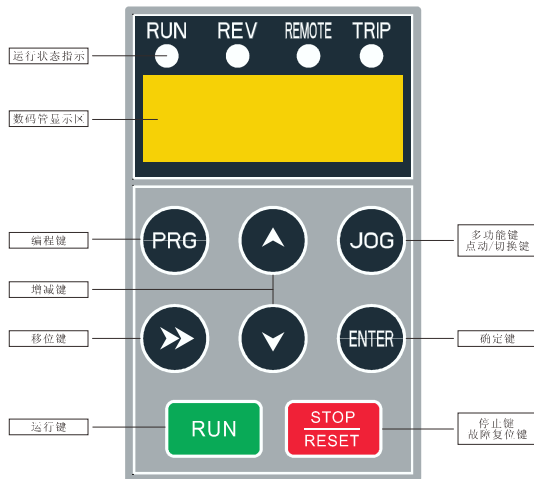 RUN REV REMOTE TRIP
运行状态指示
数码管显示区
编程键
PRG
JOG
多功能键
点动/切换键
增减键
移位键
ENTER
确定键
运行键
RUN
STOP
RESET
停止键
故障复位键